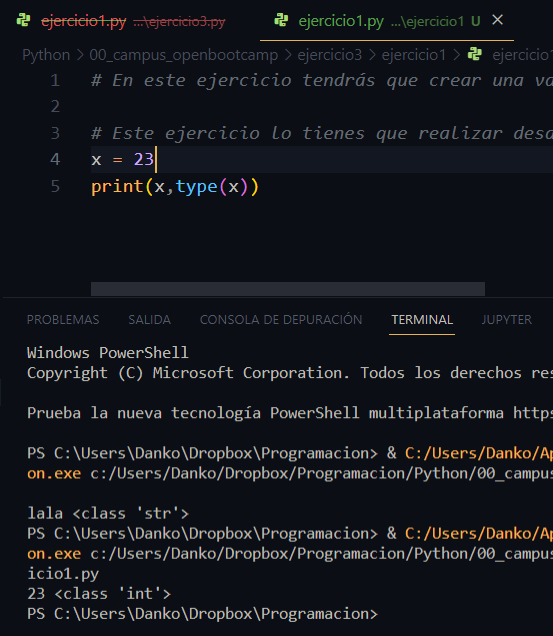 ejercicio1.py ...\ejercicio3.py ejercicio1.py ...\ejercicio1 U
Python > 00_campus_openbootcamp > ejercicio3 > ejercicio1 > ejercicio1
1 # En este ejercicio tendrás que crear una va
2
3 # Este ejercicio lo tienes que realizar desd
4 x = 23
5 print(x,type(x))
PROBLEMAS SALIDA CONSOLA DE DEPURACIÓN TERMINAL JUPYTER
Windows PowerShell
Copyright (C) Microsoft Corporation. Todos los derechos res
Prueba la nueva tecnología PowerShell multiplataforma https
PS C:\Users\Danko\Dropbox\Programacion> & C:/Users/Danko/Ap
on.exe c:/Users/Danko/Dropbox/Programacion/Python/00_campus
lala <class 'str'>
PS C:\Users\Danko\Dropbox\Programacion> & C:/Users/Danko/Ap
on.exe c:/Users/Danko/Dropbox/Programacion/Python/00_campus
icio1.py
23 <class 'int'>
PS C:\Users\Danko\Dropbox\Programacion>